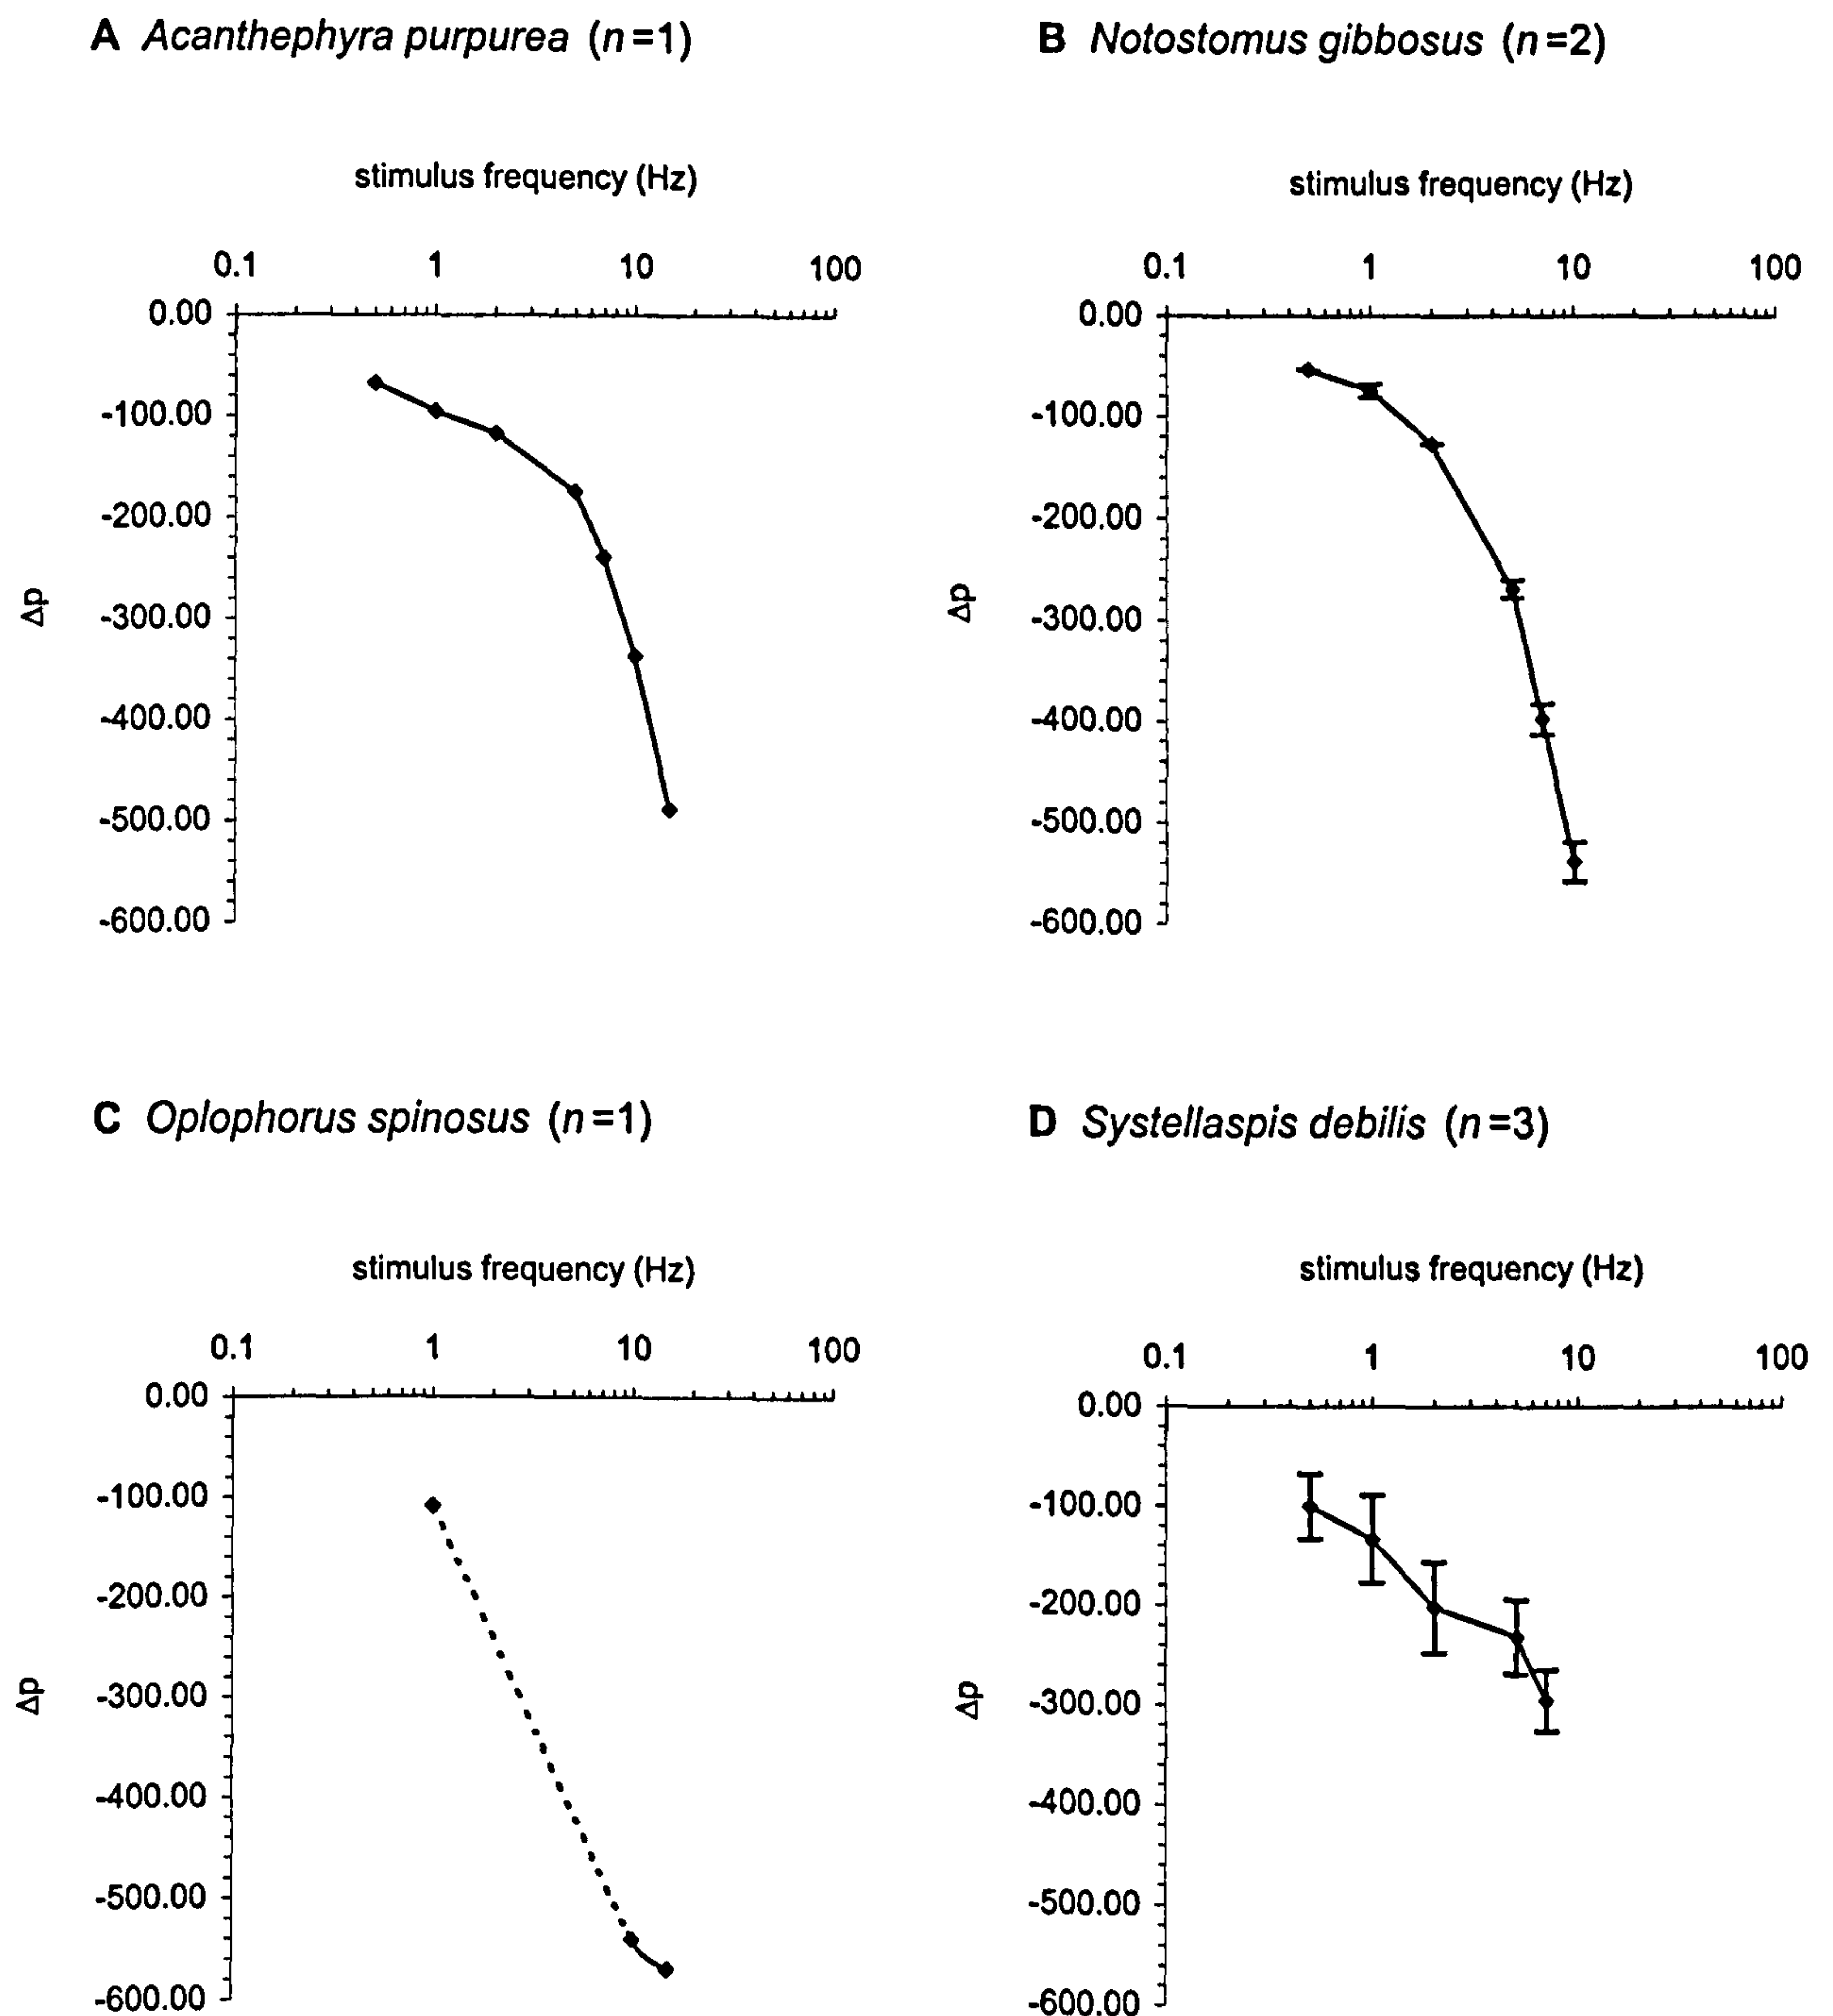 A Acanthephyra purpurea (n=1)
stimulus frequency (Hz)
0.1 1 10 100
0.00
-100.00
-200.00
-300.00
-400.00
-500.00
-600.00
Δp
B Notostomus gibbosus (n=2)
stimulus frequency (Hz)
0.1 1 10 100
0.00
-100.00
-200.00
-300.00
-400.00
-500.00
-600.00
Δp
C Oplophorus spinosus (n=1)
stimulus frequency (Hz)
0.1 1 10 100
0.00
-100.00
-200.00
-300.00
-400.00
-500.00
-600.00
Δp
D Systellaspis debilis (n=3)
stimulus frequency (Hz)
0.1 1 10 100
0.00
-100.00
-200.00
-300.00
-400.00
-500.00
-600.00
Δp